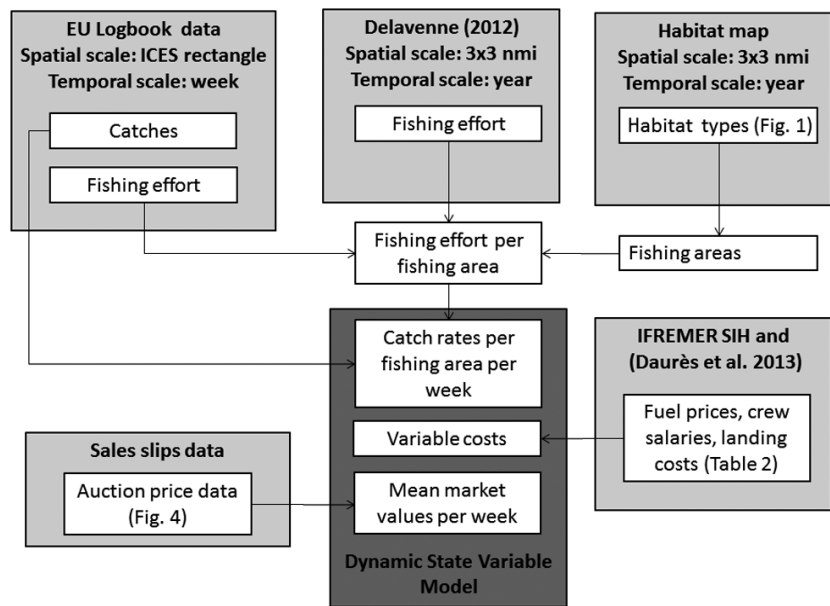 EU Logbook data
Spatial scale: ICES rectangle
Temporal scale: week
Catches
Fishing effort
Delavenne (2012)
Spatial scale: 3x3 nmi
Temporal scale: year
Fishing effort
Habitat map
Spatial scale: 3x3 nmi
Temporal scale: year
Habitat types (Fig. 1)
Fishing effort per
fishing area
Fishing areas
Catch rates per
fishing area per
week
Variable costs
Mean market
values per week
Dynamic State Variable
Model
IFREMER SIH and
(Daurès et al. 2013)
Fuel prices, crew
salaries, landing
costs (Table 2)
Sales slips data
Auction price data
(Fig. 4)